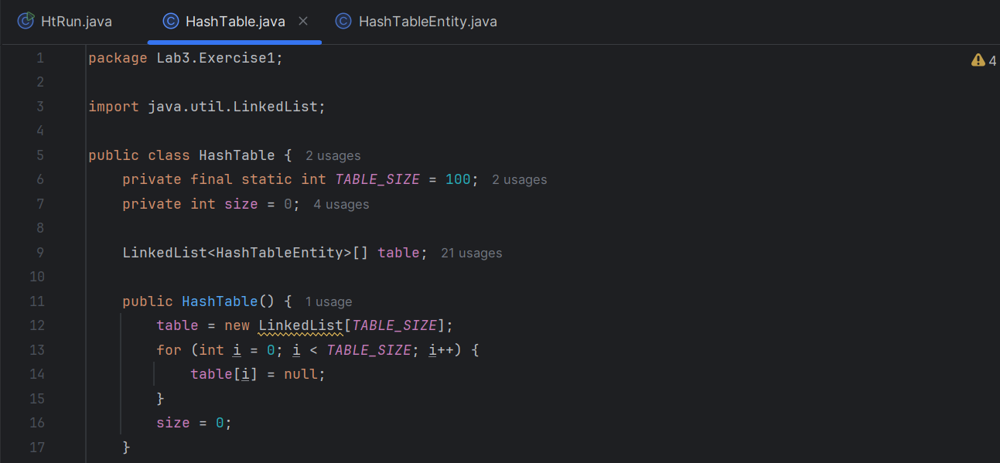 HtRun.java HashTable.java HashTableEntity.java
1 package Lab3.Exercise1; 4
2
3 import java.util.LinkedList;
4
5 public class HashTable { 2 usages
6 private final static int TABLE_SIZE = 100; 2 usages
7 private int size = 0; 4 usages
8
9 LinkedList<HashTableEntity>[] table; 21 usages
10
11 public HashTable() { 1 usage
12 table = new LinkedList[TABLE_SIZE];
13 for (int i = 0; i < TABLE_SIZE; i++) {
14 table[i] = null;
15 }
16 size = 0;
17 }